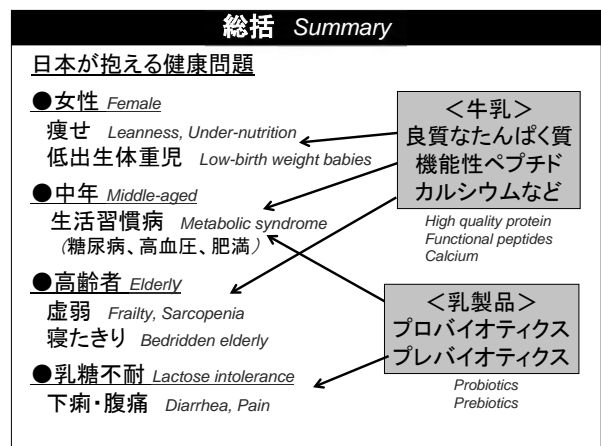 総括 Summary
日本が抱える健康問題
●女性 Female
痩せ Leanness, Under-nutrition
低出生体重児 Low-birth weight babies
●中年 Middle-aged
生活習慣病 Metabolic syndrome
(糖尿病、高血圧、肥満)
●高齢者 Elderly
虚弱 Frailty, Sarcopenia
寝たきり Bedridden elderly
●乳糖不耐 Lactose intolerance
下痢・腹痛 Diarrhea, Pain
<牛乳>
良質なたんぱく質
機能性ペプチド
カルシウムなど
High quality protein
Functional peptides
Calcium
<乳製品>
プロバイオティクス
プレバイオティクス
Probiotics
Prebiotics